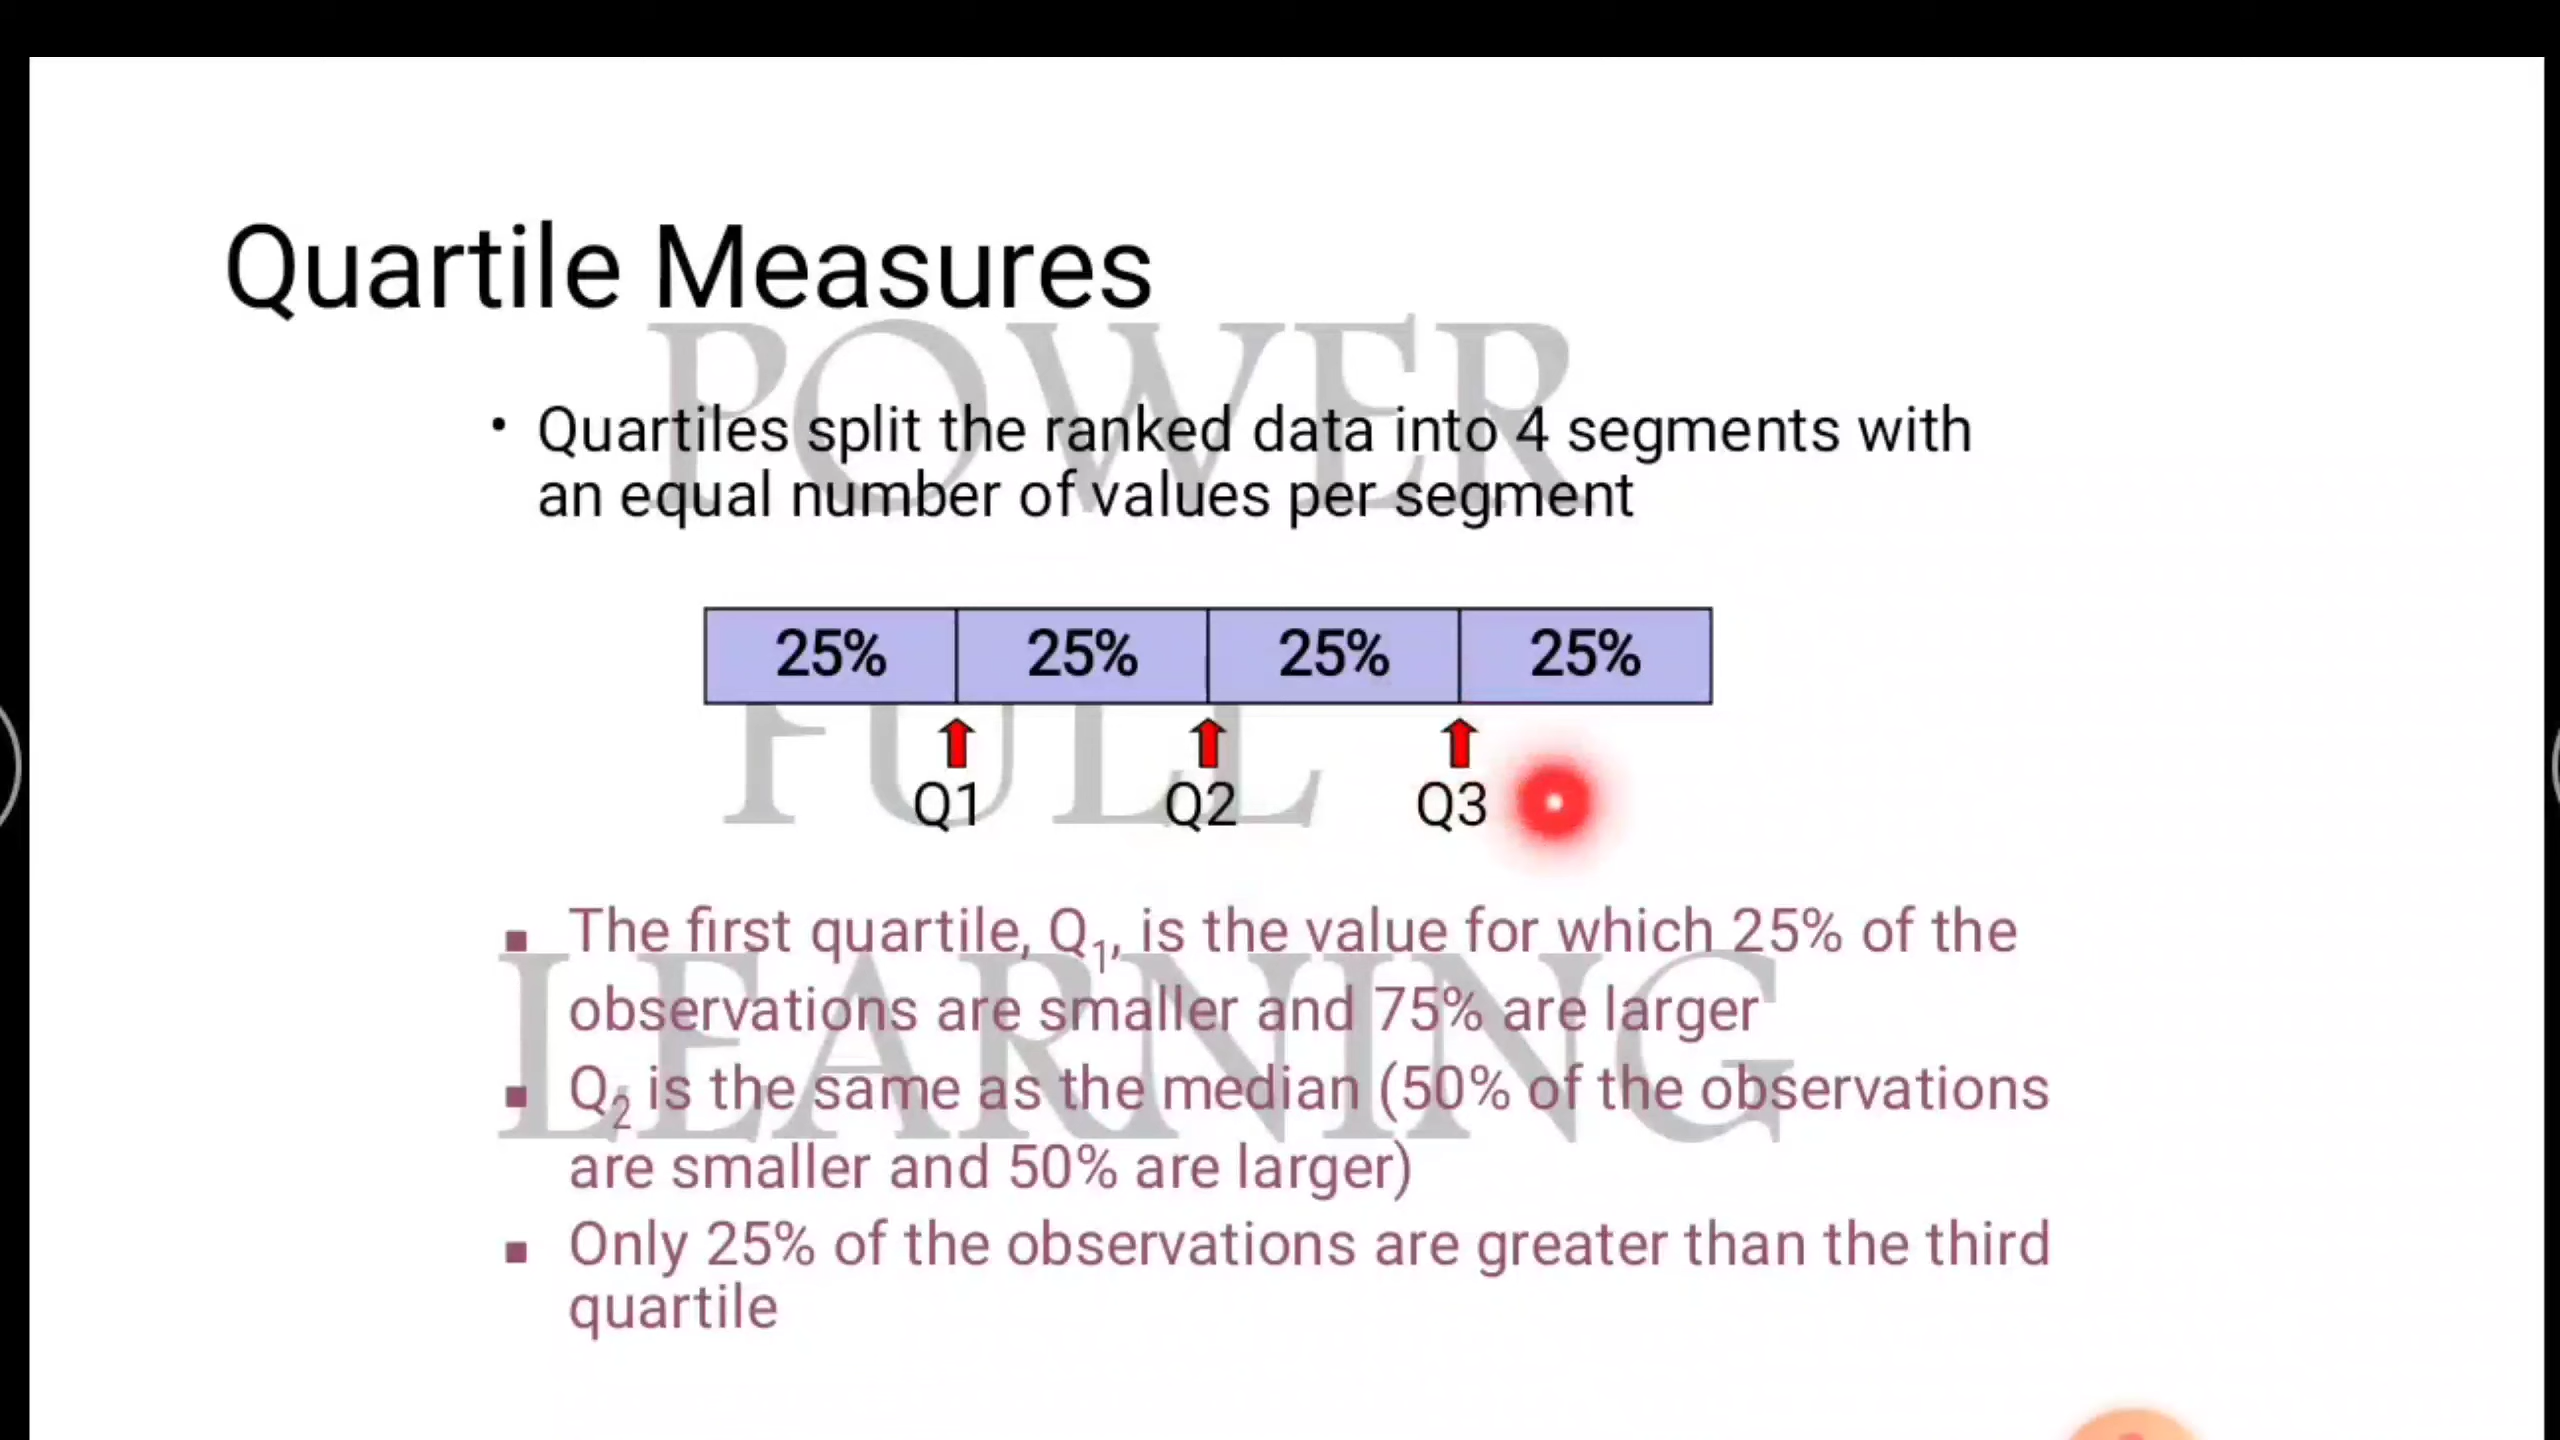 Quartile Measures
POWER
• Quartiles split the ranked data into 4 segments with
an equal number of values per segment
25% 25% 25% 25%
FULL
Q1 Q2 Q3
▪ The first quartile, Q1, is the value for which 25% of the
LEARNING
observations are smaller and 75% are larger
▪ Q2 is the same as the median (50% of the observations
are smaller and 50% are larger)
▪ Only 25% of the observations are greater than the third
quartile